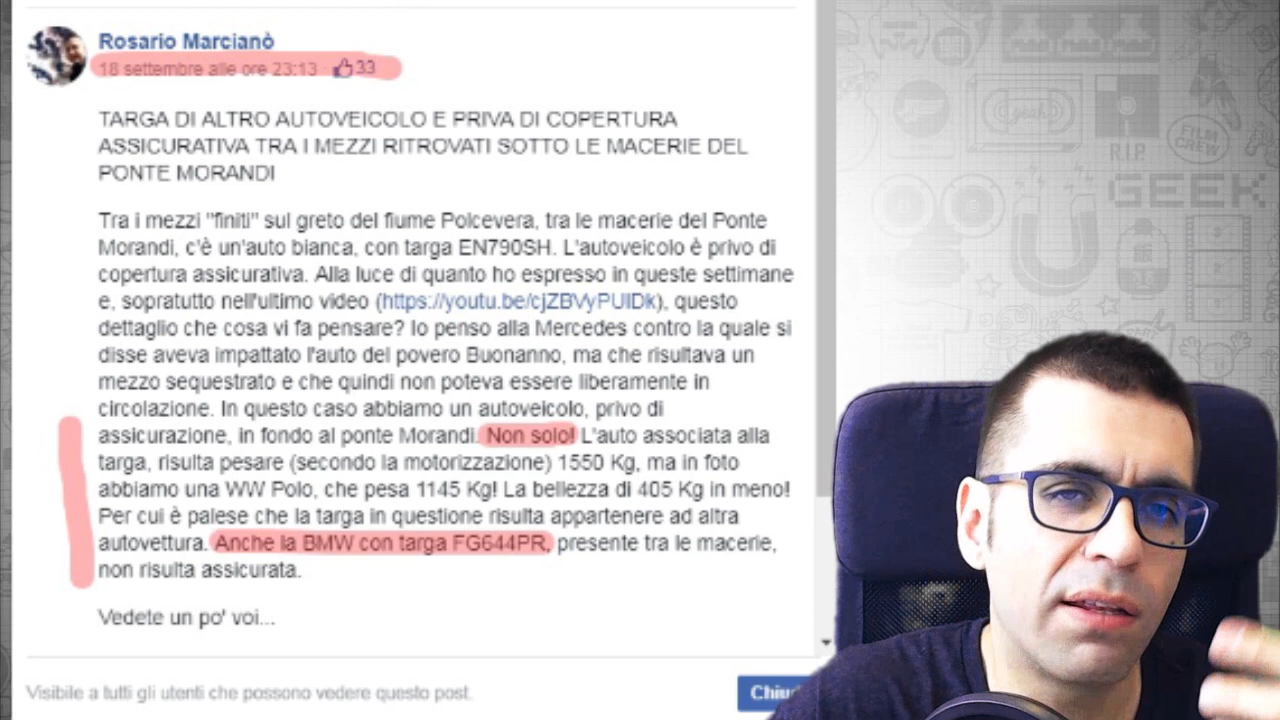 Rosario Marcianò
18 settembre alle ore 23:13 · 33
TARGA DI ALTRO AUTOVEICOLO E PRIVA DI COPERTURA
ASSICURATIVA TRA I MEZZI RITROVATI SOTTO LE MACERIE DEL
PONTE MORANDI
Tra i mezzi "finiti" sul greto del fiume Polcevera, tra le macerie del Ponte
Morandi, c'è un'auto bianca, con targa EN790SH. L'autoveicolo è privo di
copertura assicurativa. Alla luce di quanto ho espresso in queste settimane
e, sopratutto nell'ultimo video (https://youtu.be/cjZBVyPUIDk), questo
dettaglio che cosa vi fa pensare? Io penso alla Mercedes contro la quale si
disse aveva impattato l'auto del povero Buonanno, ma che risultava un
mezzo sequestrato e che quindi non poteva essere liberamente in
circolazione. In questo caso abbiamo un autoveicolo, privo di
assicurazione, in fondo al ponte Morandi. Non solo! L'auto associata alla
targa, risulta pesare (secondo la motorizzazione) 1550 Kg, ma in foto
abbiamo una WW Polo, che pesa 1145 Kg! La bellezza di 405 Kg in meno!
Per cui è palese che la targa in questione risulta appartenere ad altra
autovettura. Anche la BMW con targa FG644PR, presente tra le macerie,
non risulta assicurata.
Vedete un po' voi...
Visibile a tutti gli utenti che possono vedere questo post.
Chiu
geah
FILM
CREW
R.I.P.
GEEK